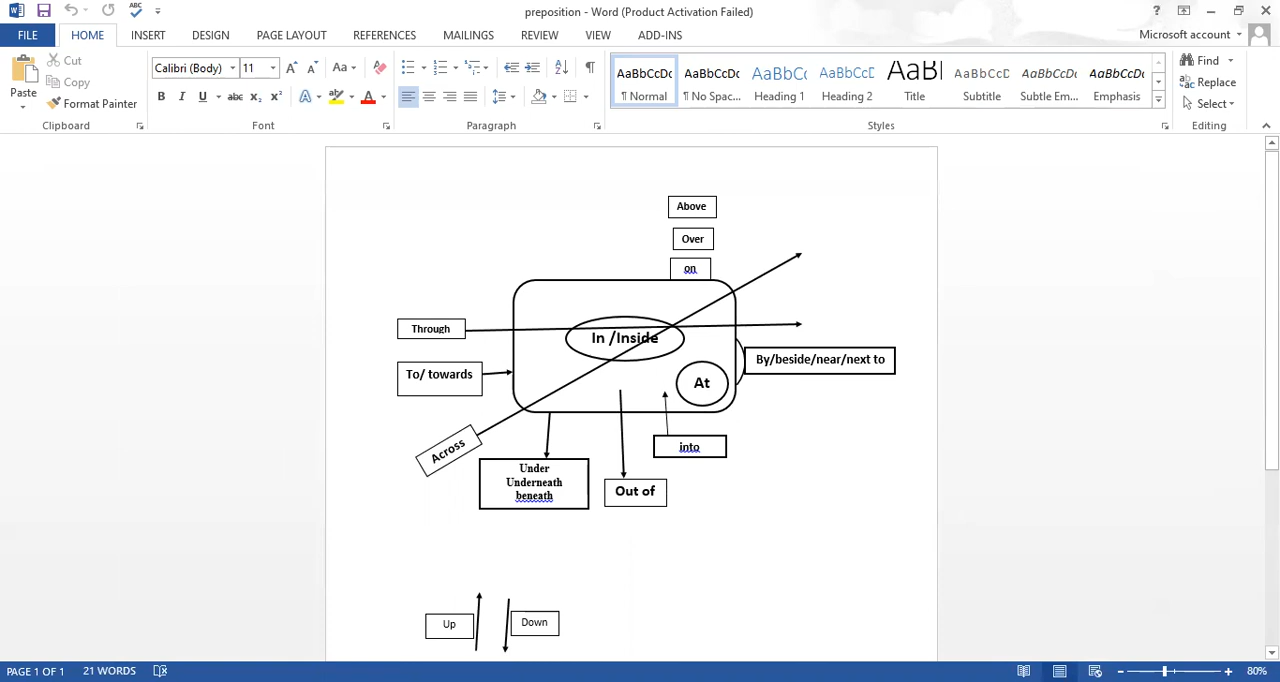 preposition - Word (Product Activation Failed)
FILE HOME INSERT DESIGN PAGE LAYOUT REFERENCES MAILINGS REVIEW VIEW ADD-INS Microsoft account
Paste
Cut
Copy
Format Painter
Clipboard
Calibri (Body) 11
Font
Paragraph
AaBbCcDc AaBbCcDc AaBbCc AaBbCcD AaBl AaBbCcD AaBbCcDc AaBbCcDc
¶ Normal ¶ No Spac... Heading 1 Heading 2 Title Subtitle Subtle Em... Emphasis
Styles
Find
Replace
Select
Editing
Above
Over
on
Through
In /Inside
By/beside/near/next to
To/ towards
At
Across
into
Under
Underneath
beneath
Out of
Up
Down
PAGE 1 OF 1 21 WORDS 80%